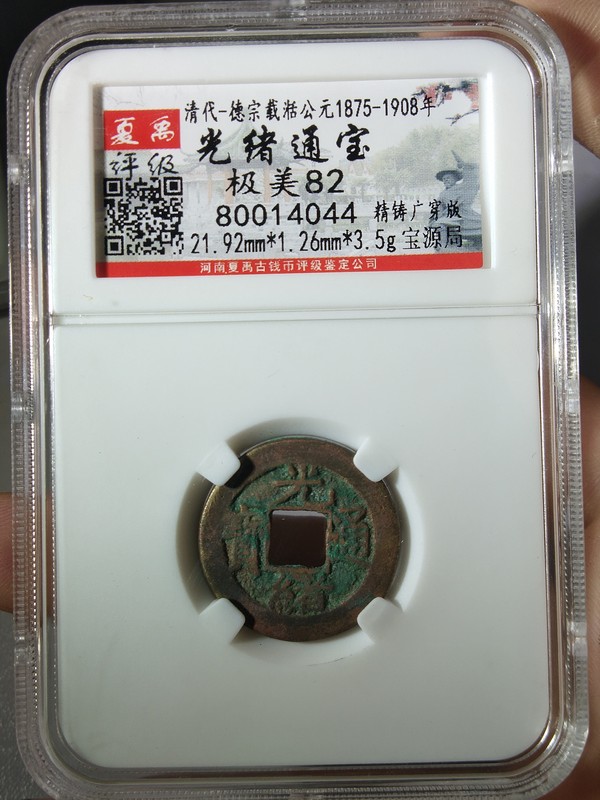 清代-德宗载湉公元1875-1908年
夏禹
评级
光绪通宝
极美82
80014044 精铸广穿版
21.92mm*1.26mm*3.5g 宝源局
河南夏禹古钱币评级鉴定公司
光
寶 通
緒